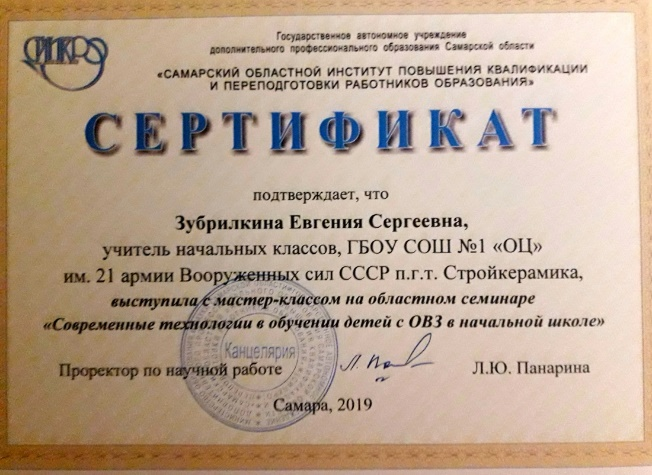 СИПКРО
Государственное автономное учреждение
дополнительного профессионального образования Самарской области
«САМАРСКИЙ ОБЛАСТНОЙ ИНСТИТУТ ПОВЫШЕНИЯ КВАЛИФИКАЦИИ
И ПЕРЕПОДГОТОВКИ РАБОТНИКОВ ОБРАЗОВАНИЯ»
СЕРТИФИКАТ
подтверждает, что
Зубрилкина Евгения Сергеевна,
учитель начальных классов, ГБОУ СОШ №1 «ОЦ»
им. 21 армии Вооруженных сил СССР п.г.т. Стройкерамика,
выступила с мастер-классом на областном семинаре
«Современные технологии в обучении детей с ОВЗ в начальной школе»
Канцелярия
Проректор по научной работе Л.Ю. Панарина
Самара, 2019